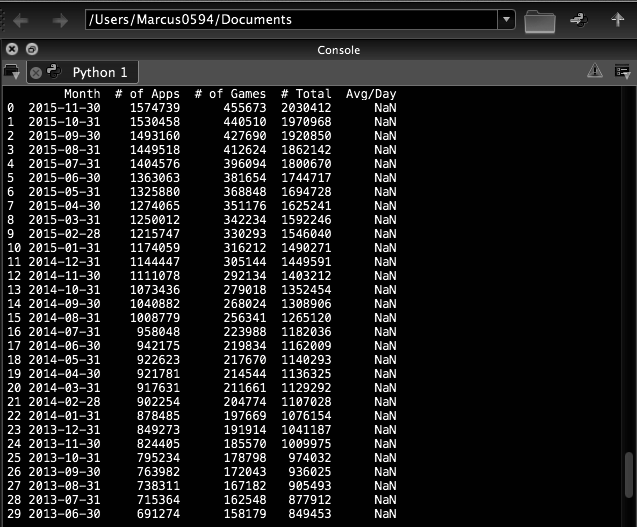 /Users/Marcus0594/Documents
Console
Python 1
Month # of Apps # of Games # Total Avg/Day
0 2015-11-30 1574739 455673 2030412 NaN
1 2015-10-31 1530458 440510 1970968 NaN
2 2015-09-30 1493160 427690 1920850 NaN
3 2015-08-31 1449518 412624 1862142 NaN
4 2015-07-31 1404576 396094 1800670 NaN
5 2015-06-30 1363063 381654 1744717 NaN
6 2015-05-31 1325880 368848 1694728 NaN
7 2015-04-30 1274065 351176 1625241 NaN
8 2015-03-31 1250012 342234 1592246 NaN
9 2015-02-28 1215747 330293 1546040 NaN
10 2015-01-31 1174059 316212 1490271 NaN
11 2014-12-31 1144447 305144 1449591 NaN
12 2014-11-30 1111078 292134 1403212 NaN
13 2014-10-31 1073436 279018 1352454 NaN
14 2014-09-30 1040882 268024 1308906 NaN
15 2014-08-31 1008779 256341 1265120 NaN
16 2014-07-31 958048 223988 1182036 NaN
17 2014-06-30 942175 219834 1162009 NaN
18 2014-05-31 922623 217670 1140293 NaN
19 2014-04-30 921781 214544 1136325 NaN
20 2014-03-31 917631 211661 1129292 NaN
21 2014-02-28 902254 204774 1107028 NaN
22 2014-01-31 878485 197669 1076154 NaN
23 2013-12-31 849273 191914 1041187 NaN
24 2013-11-30 824405 185570 1009975 NaN
25 2013-10-31 795234 178798 974032 NaN
26 2013-09-30 763982 172043 936025 NaN
27 2013-08-31 738311 167182 905493 NaN
28 2013-07-31 715364 162548 877912 NaN
29 2013-06-30 691274 158179 849453 NaN